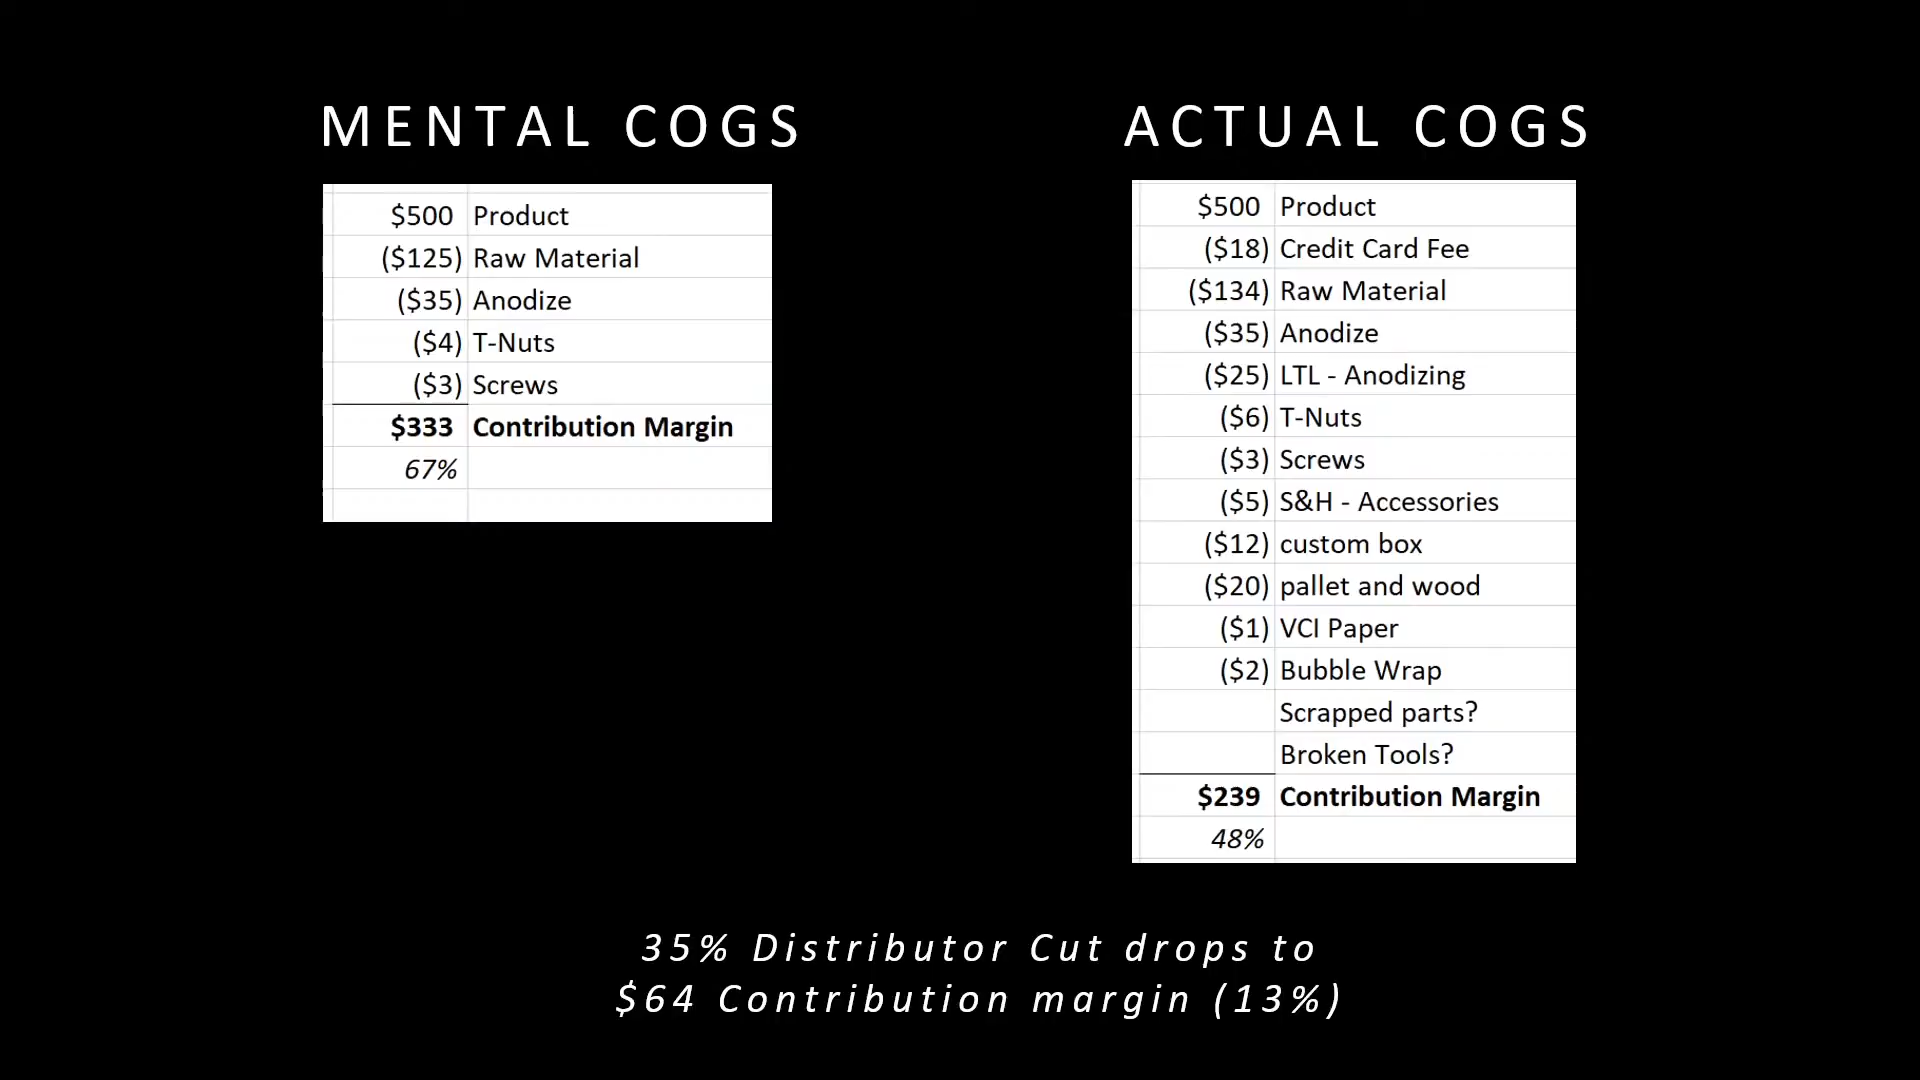 MENTAL COGS
$500 Product
($125) Raw Material
($35) Anodize
($4) T-Nuts
($3) Screws
$333 Contribution Margin
67%
ACTUAL COGS
$500 Product
($18) Credit Card Fee
($134) Raw Material
($35) Anodize
($25) LTL - Anodizing
($6) T-Nuts
($3) Screws
($5) S&H - Accessories
($12) custom box
($20) pallet and wood
($1) VCI Paper
($2) Bubble Wrap
Scrapped parts?
Broken Tools?
$239 Contribution Margin
48%
35% Distributor Cut drops to
$64 Contribution margin (13%)